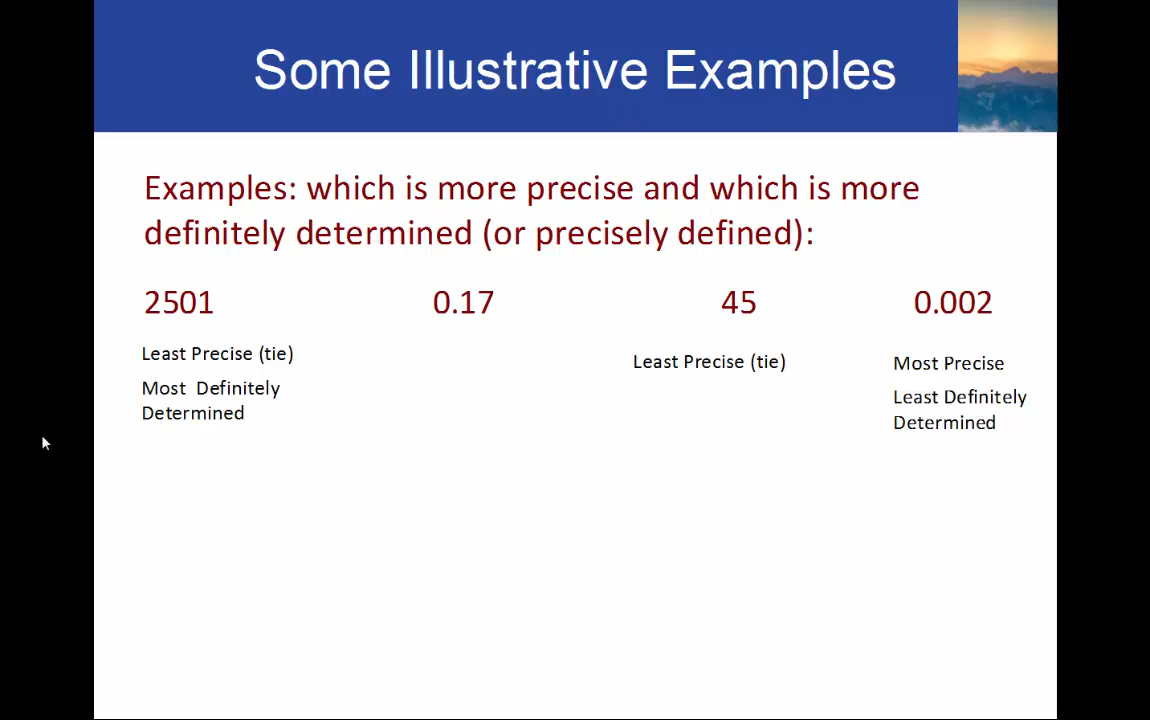 Some Illustrative Examples
Examples: which is more precise and which is more
definitely determined (or precisely defined):
2501 0.17 45 0.002
Least Precise (tie)
Most Definitely
Determined
Least Precise (tie)
Most Precise
Least Definitely
Determined